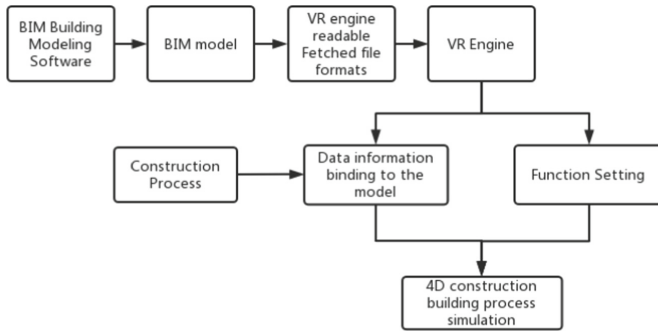 BIM Building
Modeling
Software
BIM model
VR engine
readable
Fetched file
formats
VR Engine
Construction
Process
Data information
binding to the
model
Function Setting
4D construction
building process
simulation